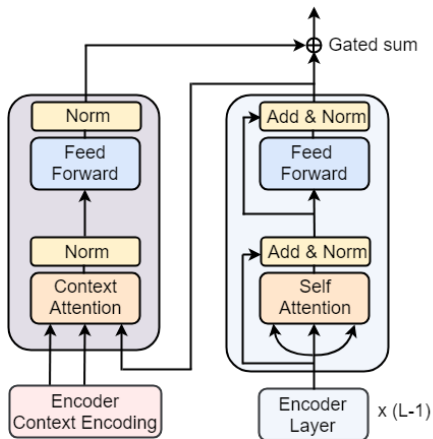 Gated sum
Norm
Feed
Forward
Norm
Context
Attention
Encoder
Context Encoding
Add & Norm
Feed
Forward
Add & Norm
Self
Attention
Encoder
Layer
x (L-1)